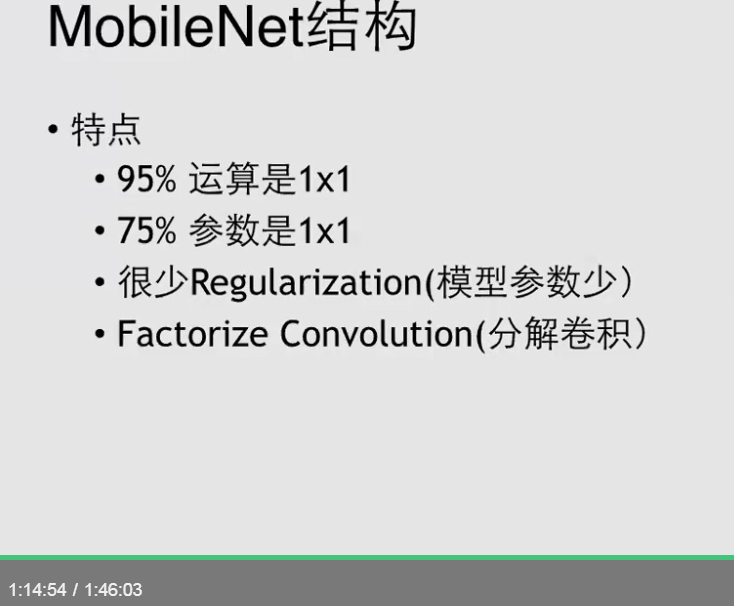 MobileNet结构
• 特点
• 95% 运算是1x1
• 75% 参数是1x1
• 很少Regularization(模型参数少）
• Factorize Convolution(分解卷积）
1:14:54 / 1:46:03